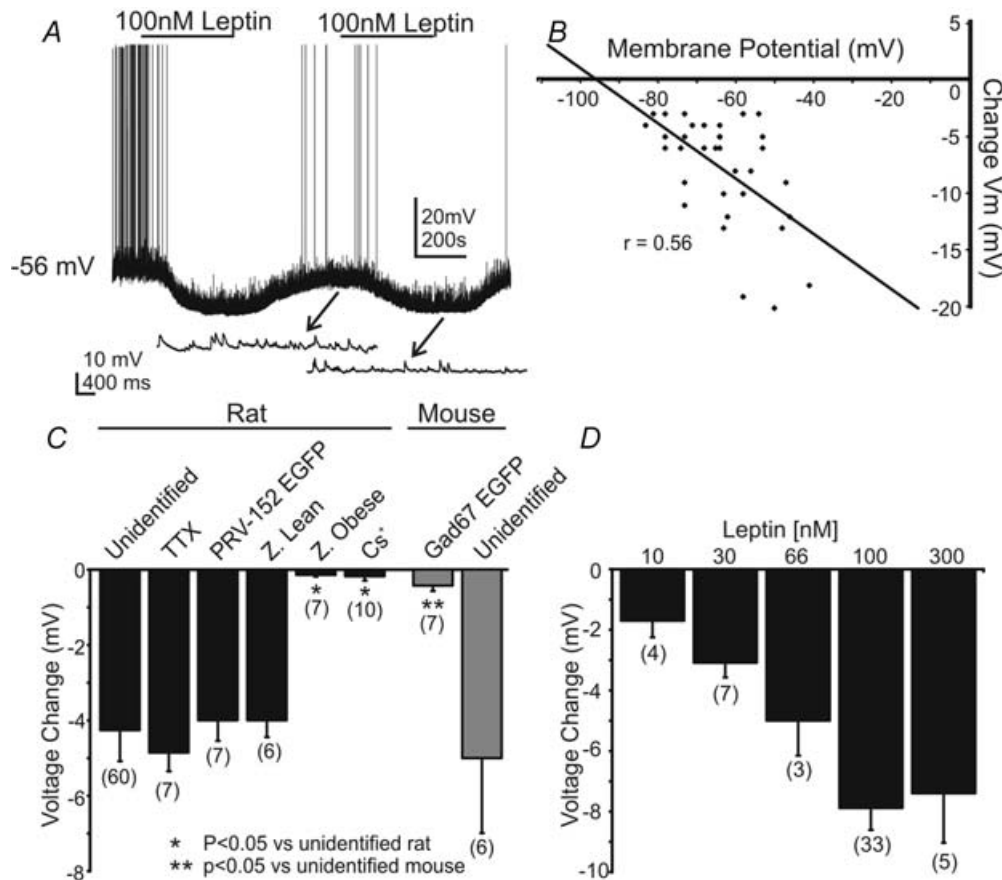 A
100nM Leptin
100nM Leptin
20mV
200s
-56 mV
10 mV
400 ms
B
Membrane Potential (mV)
5
0
-5
-10
-15
-20
-100
-80
-60
-40
-20
Change Vm (mV)
r = 0.56
C
Rat
Mouse
Unidentified
TTX
PRV-152 EGFP
Z. Lean
Z. Obese
Cs+
Gad67 EGFP
Unidentified
Voltage Change (mV)
0
-2
-4
-6
-8
(60)
(7)
(7)
(6)
*
(7)
*
(10)
**
(7)
(6)
* P<0.05 vs unidentified rat
** p<0.05 vs unidentified mouse
D
Leptin [nM]
10 30 66 100 300
Voltage Change (mV)
0
-2
-4
-6
-8
-10
(4)
(7)
(3)
(33)
(5)